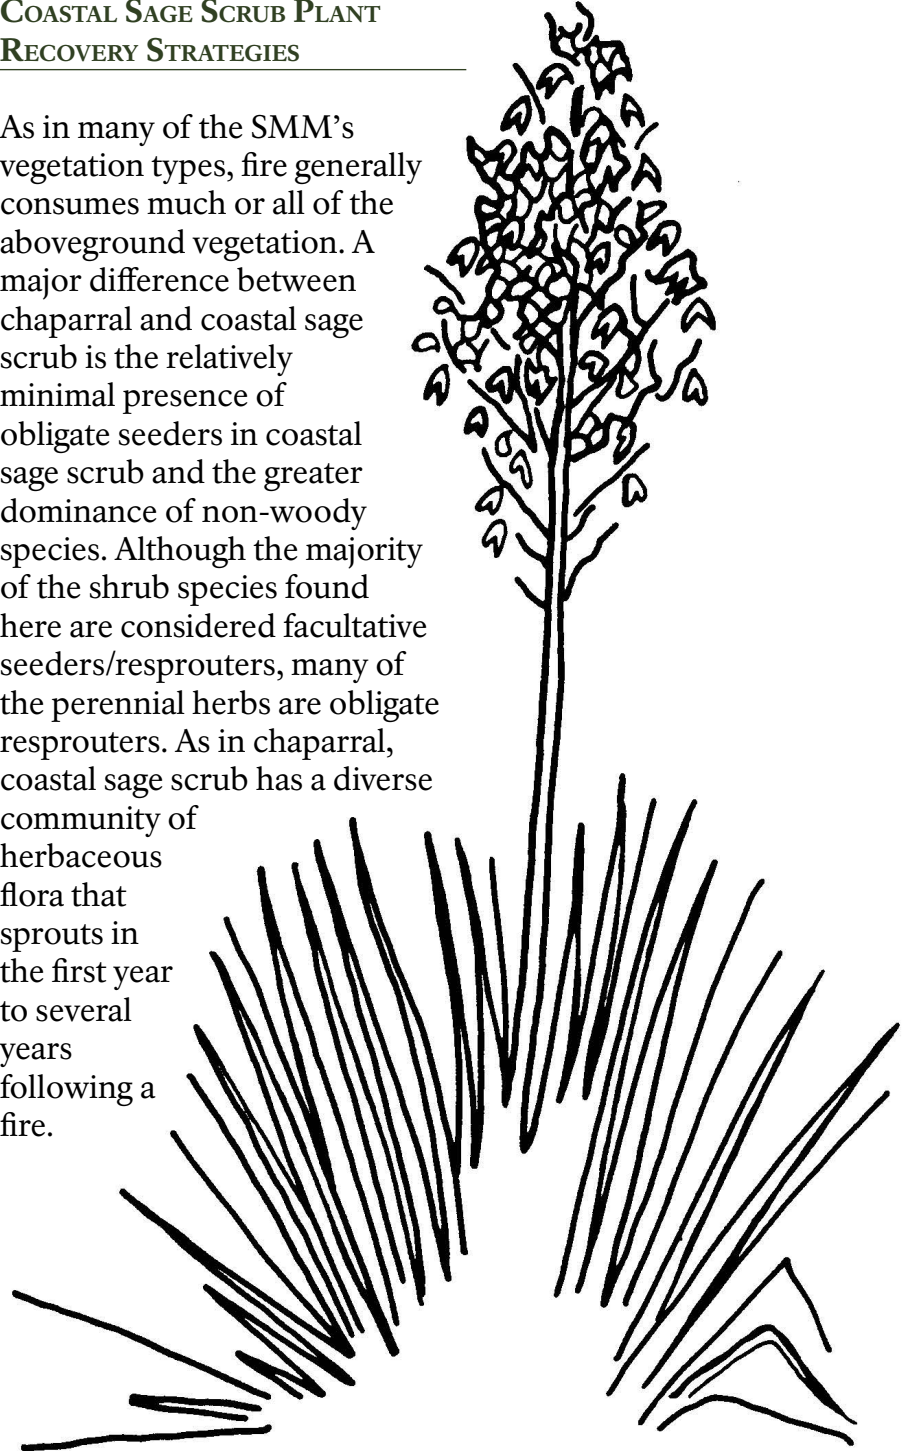 COASTAL SAGE SCRUB PLANT
RECOVERY STRATEGIES
As in many of the SMM's
vegetation types, fire generally
consumes much or all of the
aboveground vegetation. A
major difference between
chaparral and coastal sage
scrub is the relatively
minimal presence of
obligate seeders in coastal
sage scrub and the greater
dominance of non-woody
species. Although the majority
of the shrub species found
here are considered facultative
seeders/resprouters, many of
the perennial herbs are obligate
resprouters. As in chaparral,
coastal sage scrub has a diverse
community of
herbaceous
flora that
sprouts in
the first year
to several
years
following a
fire.